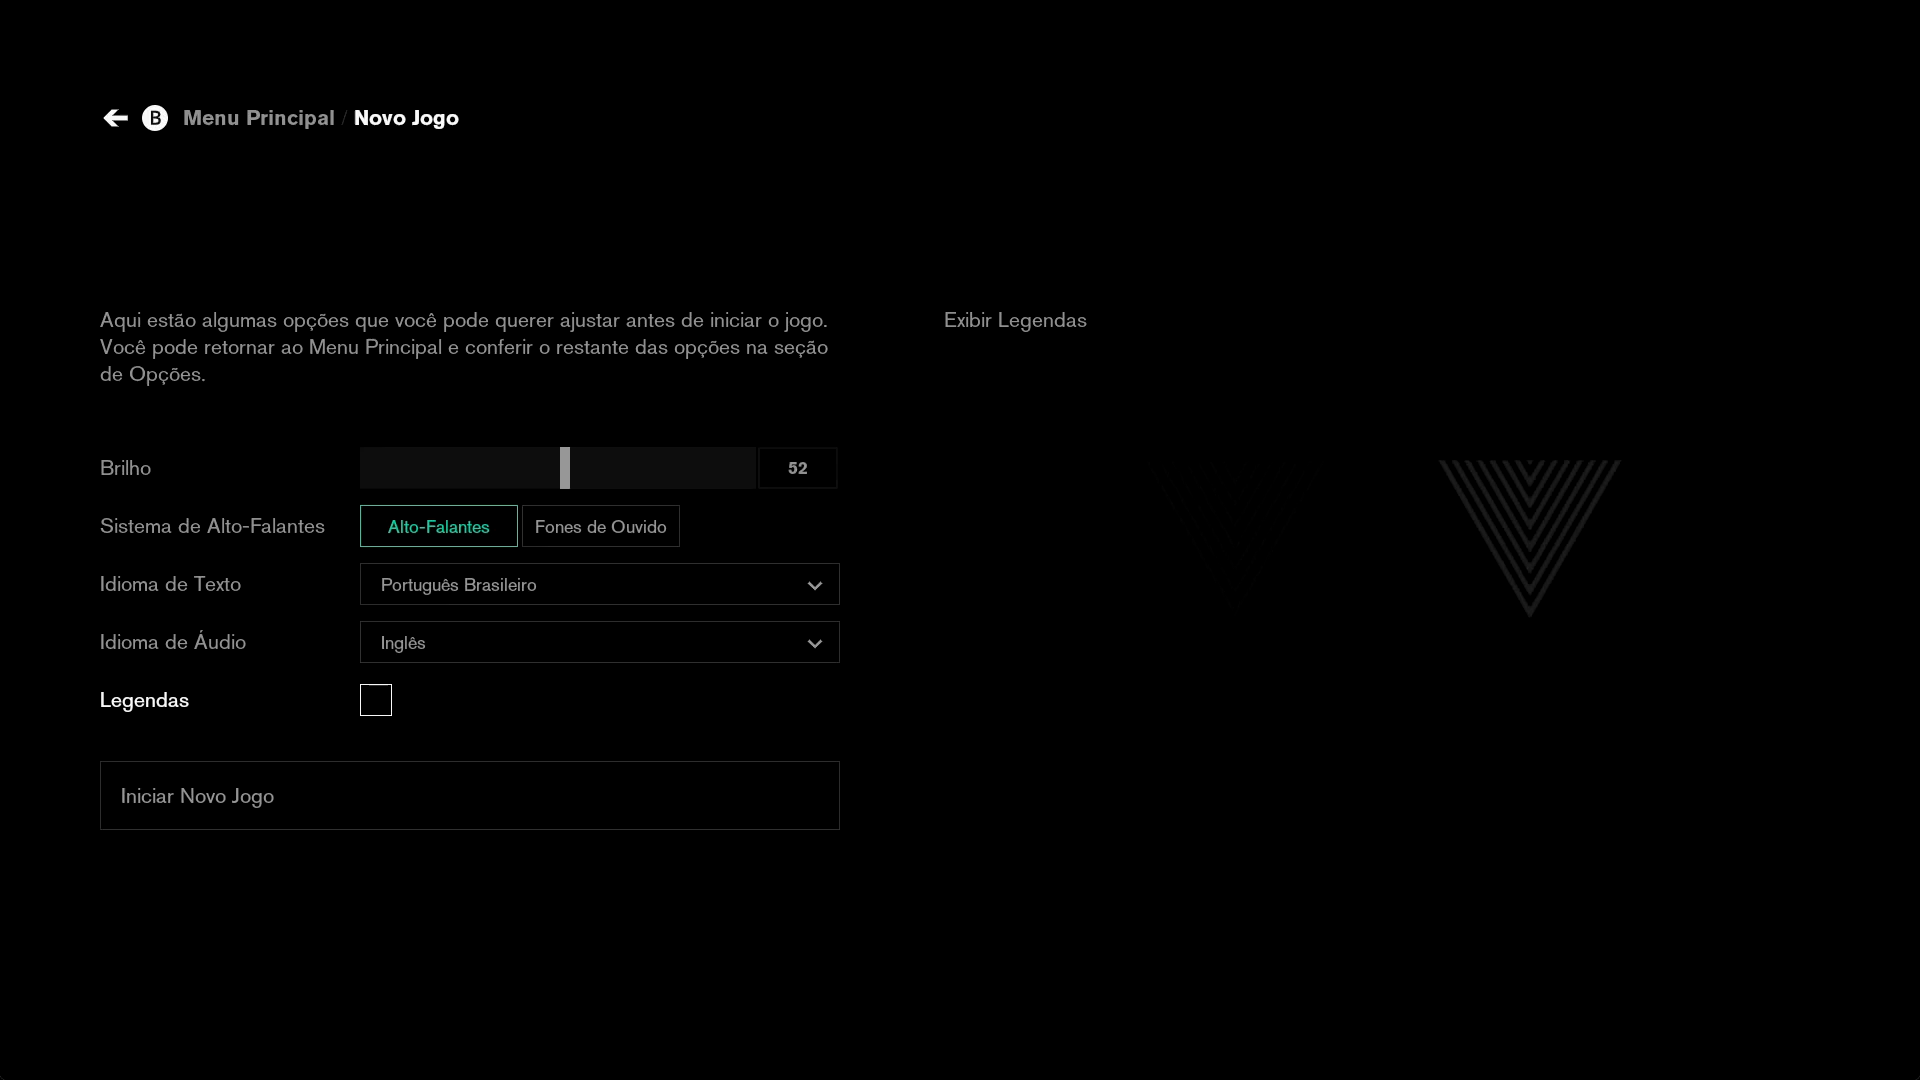 B Menu Principal / Novo Jogo
Aqui estão algumas opções que você pode querer ajustar antes de iniciar o jogo.
Você pode retornar ao Menu Principal e conferir o restante das opções na seção
de Opções.
Exibir Legendas
Brilho 52
Sistema de Alto-Falantes Alto-Falantes Fones de Ouvido
Idioma de Texto Português Brasileiro
Idioma de Áudio Inglês
Legendas
Iniciar Novo Jogo